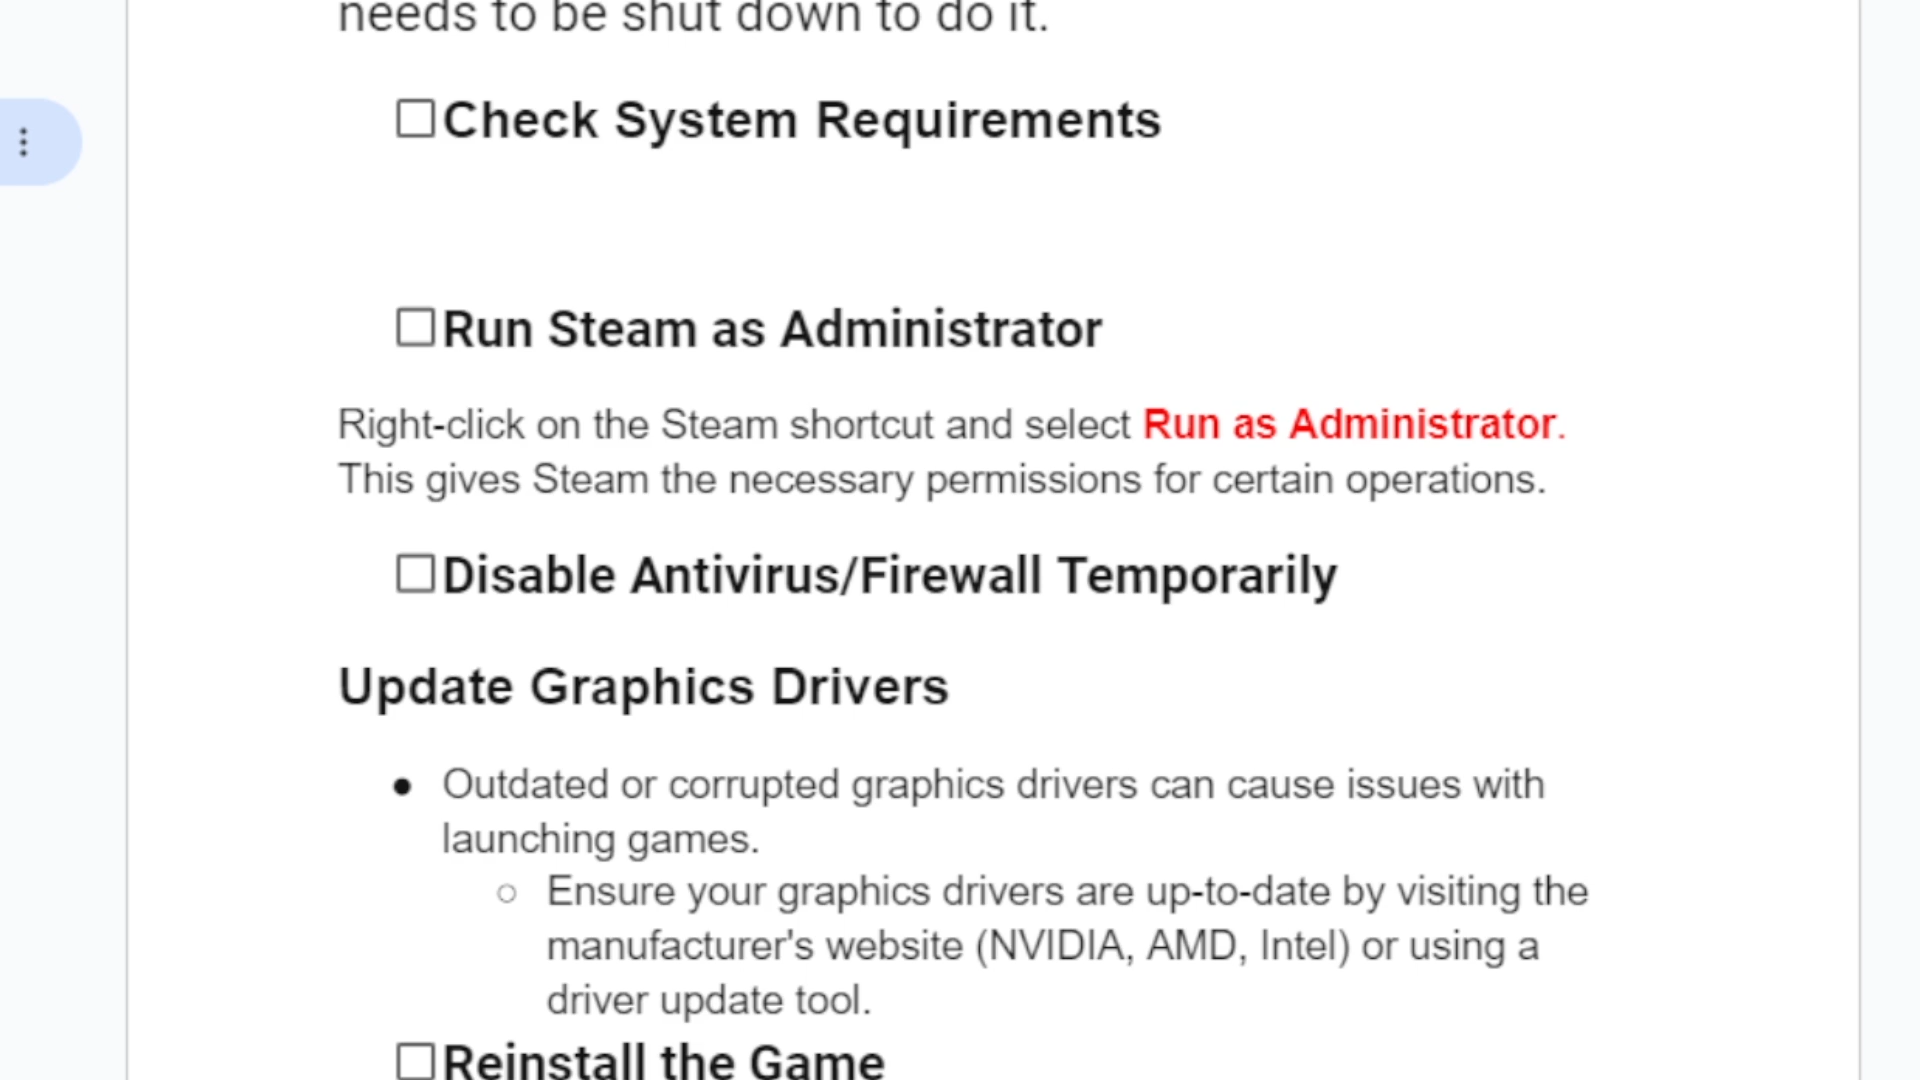 needs to be shut down to do it.
Check System Requirements
Run Steam as Administrator
Right-click on the Steam shortcut and select Run as Administrator.
This gives Steam the necessary permissions for certain operations.
Disable Antivirus/Firewall Temporarily
Update Graphics Drivers
Outdated or corrupted graphics drivers can cause issues with
launching games.
Ensure your graphics drivers are up-to-date by visiting the
manufacturer's website (NVIDIA, AMD, Intel) or using a
driver update tool.
Reinstall the Game